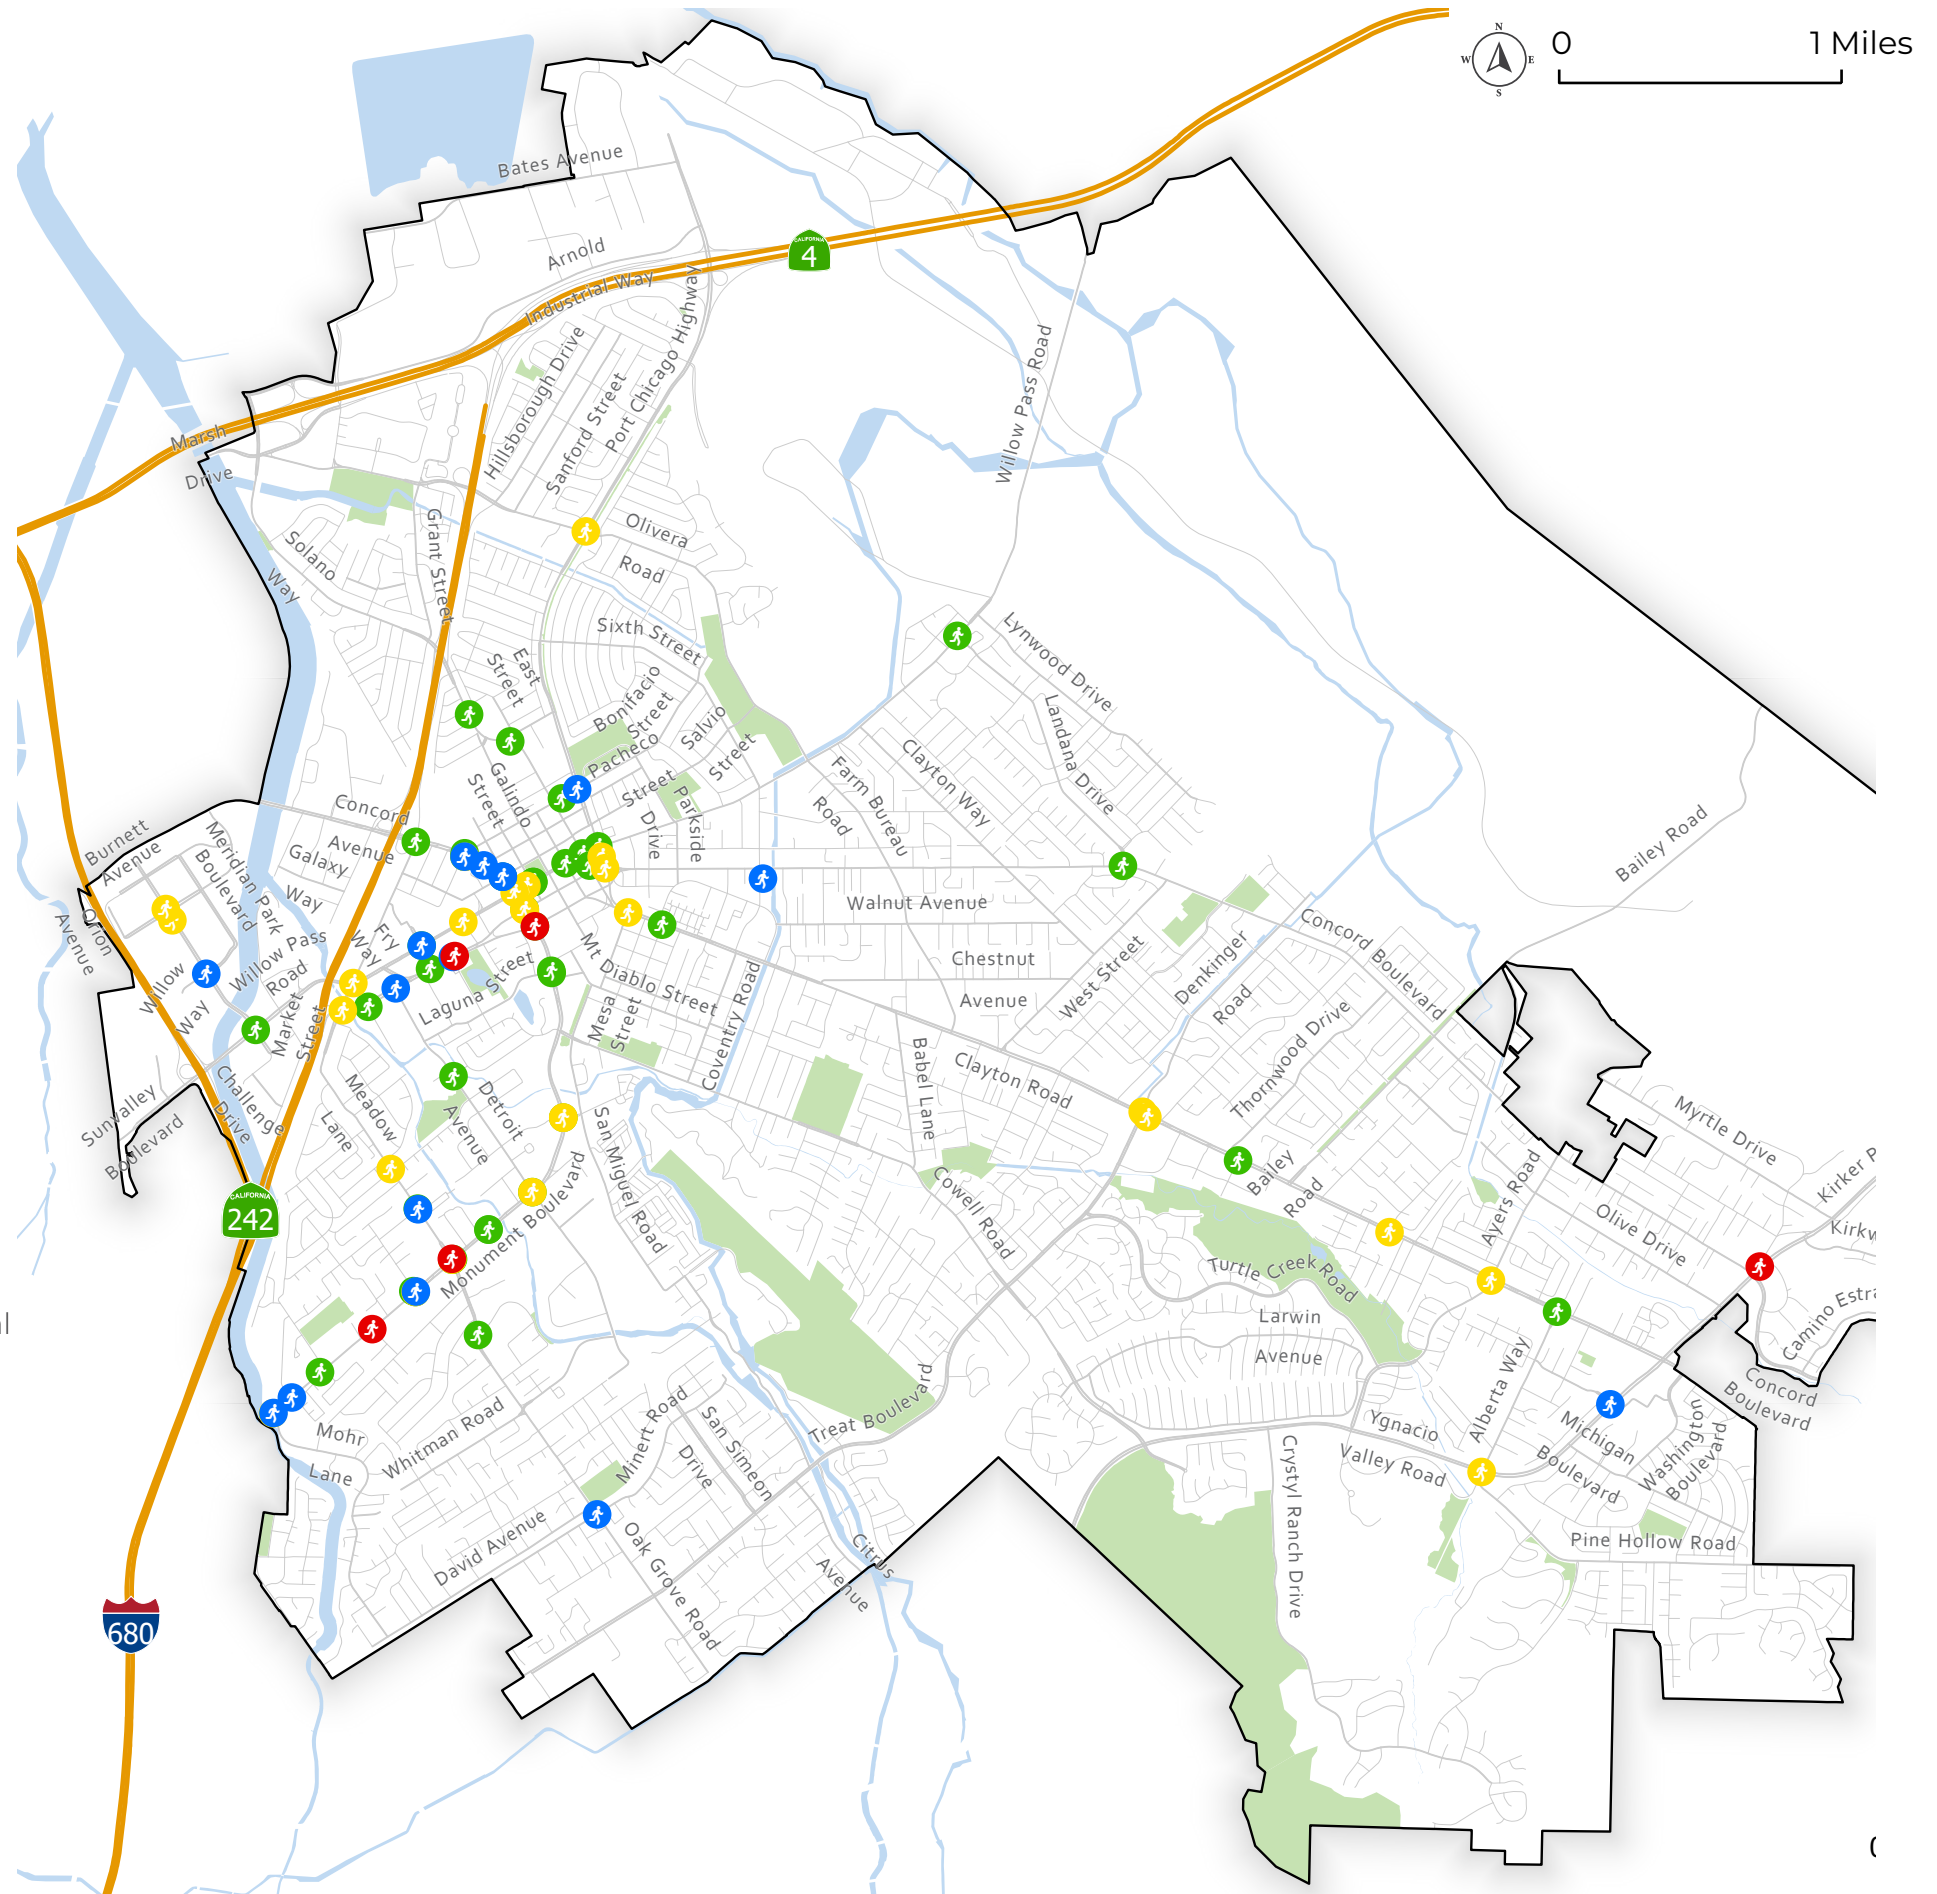 N
W E
S
0 1 Miles
Bates Avenue
Arnold
Industrial Way
CALIFORNIA
4
Port Chicago Highway
Hillsborough Drive
Sanford Street
Willow Pass Road
Marsh
Drive
Grant Street
Solano
Way
Olivera
Road
Sixth Street
East
Street
Bonifacio
Street
Salvio
Street
Pacheco
Street
Lynwood Drive
Landana Drive
Clayton Way
Farm Bureau
Road
Galindo
Street
Parkside
Drive
Concord
Avenue
Galaxy
Way
Burnett
Avenue
Meridian Park
Boulevard
Orion
Avenue
Willow Pass
Road
Fry
Way
Willow
Way
Market
Street
Laguna Street
Mt Diablo Street
Mesa
Street
Coventry Road
Walnut Avenue
Chestnut
Avenue
West Street
Denkinger
Road
Concord Boulevard
Bailey Road
Thornwood Drive
Babel Lane
Clayton Road
Sunvalley
Boulevard
Challenge
Drive
Meadow
Lane
Detroit
Avenue
San Miguel Road
Monument Boulevard
Cowell Road
Bailey
Road
Ayers Road
Myrtle Drive
Kirker P
Kirkw
Olive Drive
Camino Estra
CALIFORNIA
242
Turtle Creek Road
Larwin
Avenue
Alberta Way
Concord
Boulevard
Washington
Boulevard
Michigan
Boulevard
Ygnacio
Valley Road
Treat Boulevard
Mohr
Lane
Whitman Road
Minert Road
San Simeon
Drive
David Avenue
Oak Grove Road
Citrus
Avenue
Crystyl Ranch Drive
Pine Hollow Road
680